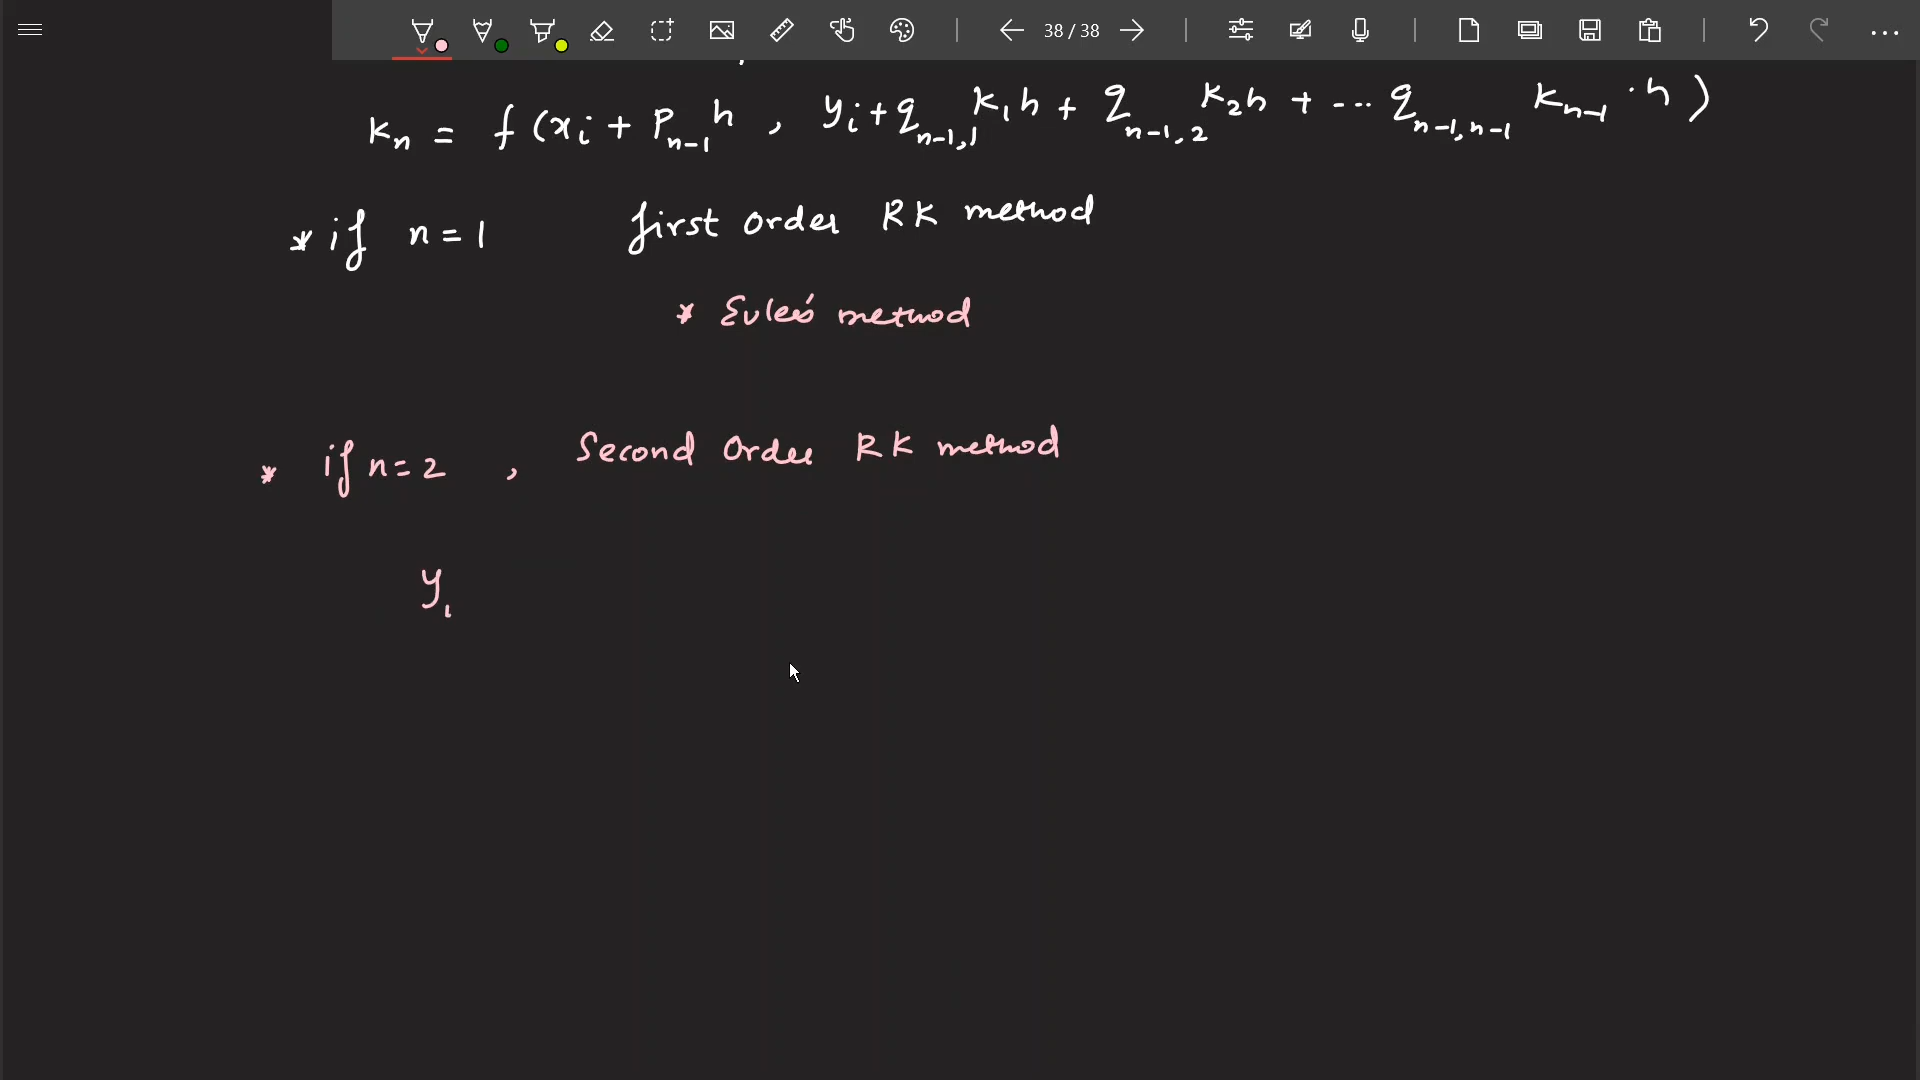 38 / 38
Kn = f(xi + Pn-1 h , yi + qn-1,1 K1 h + qn-1,2 K2 h + --- qn-1,n-1 Kn-1 . h )
* if n = 1 first order RK method
* Euler's method
* if n = 2 , Second Order RK method
y1